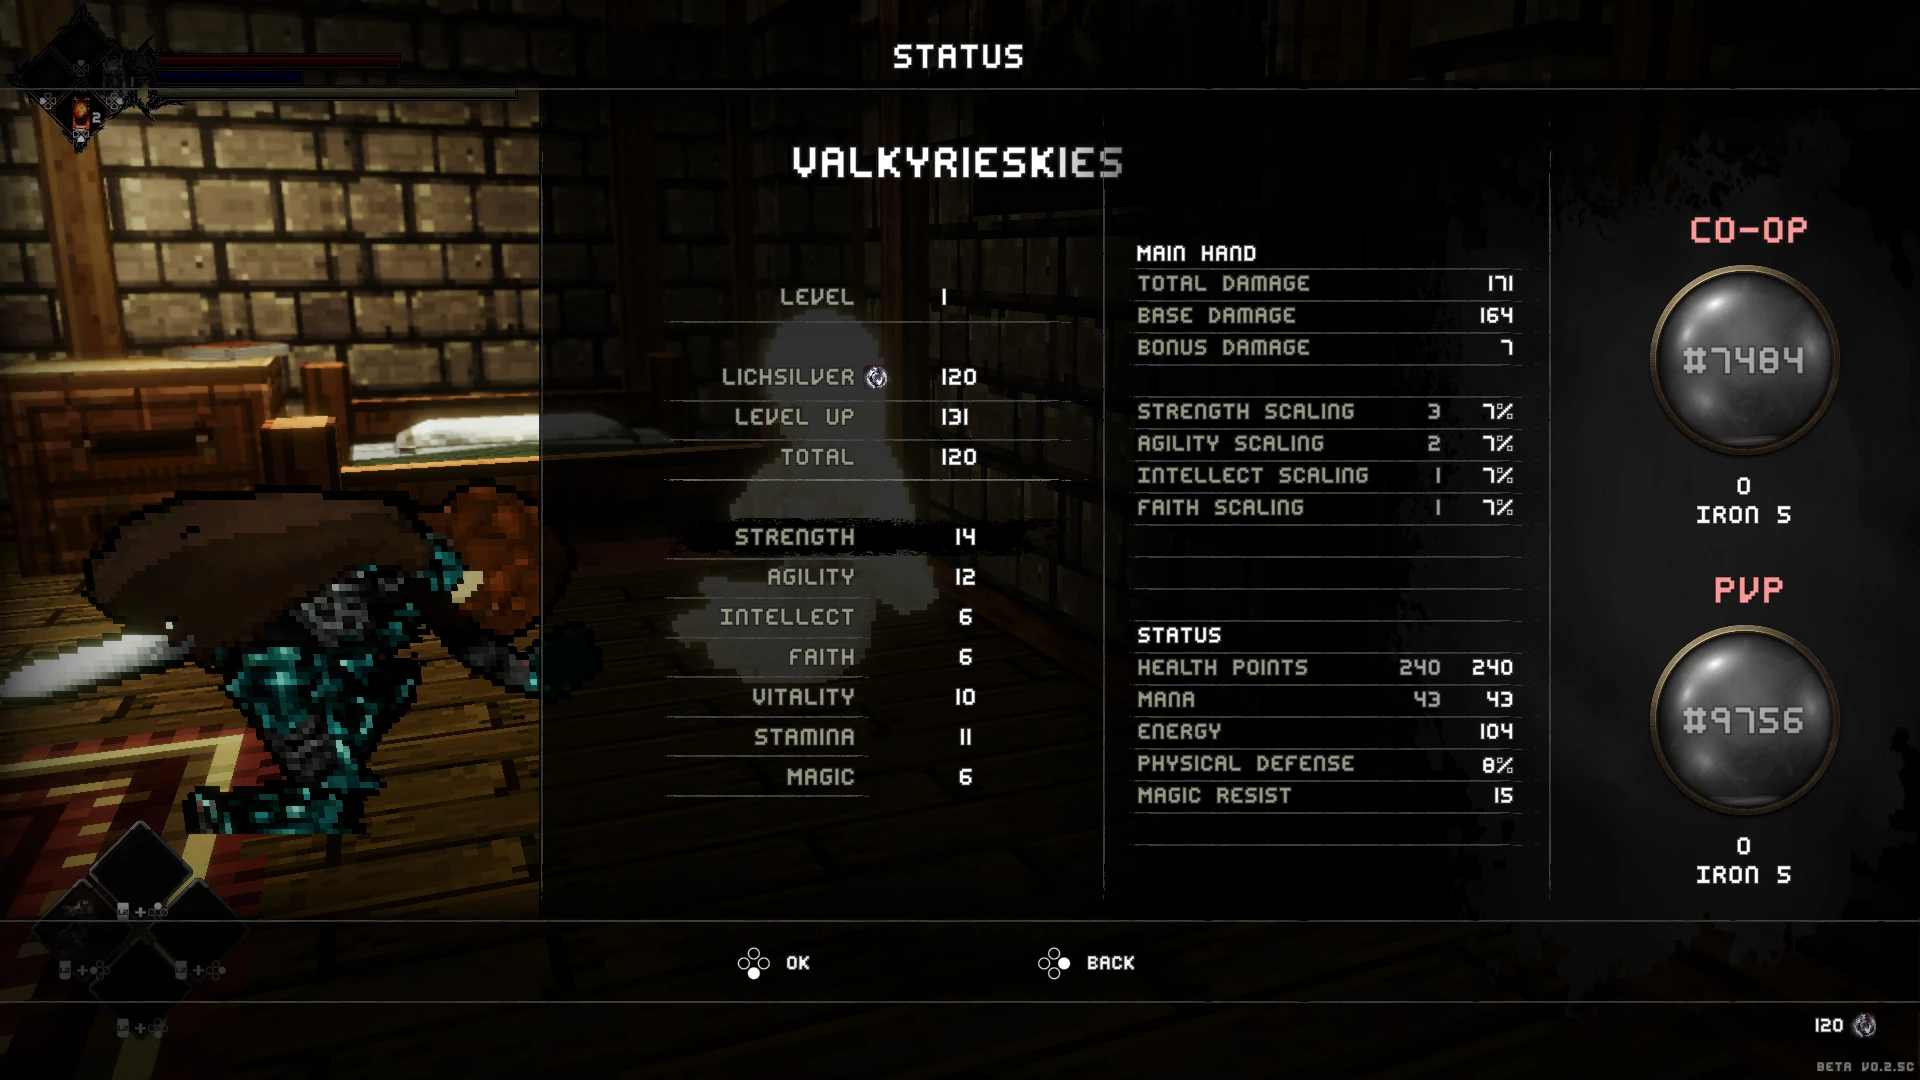 STATUS
2
VALKYRIESKIES
LEVEL 1
LICHSILVER 120
LEVEL UP 131
TOTAL 120
STRENGTH 14
AGILITY 12
INTELLECT 6
FAITH 6
VITALITY 10
STAMINA 11
MAGIC 6
MAIN HAND
TOTAL DAMAGE 171
BASE DAMAGE 164
BONUS DAMAGE 7
STRENGTH SCALING 3 7%
AGILITY SCALING 2 7%
INTELLECT SCALING 1 7%
FAITH SCALING 1 7%
STATUS
HEALTH POINTS 240 240
MANA 43 43
ENERGY 104
PHYSICAL DEFENSE 8%
MAGIC RESIST 15
CO-OP
#7484
0
IRON 5
PVP
#9756
0
IRON 5
OK
BACK
120
BETA V0.2.5C